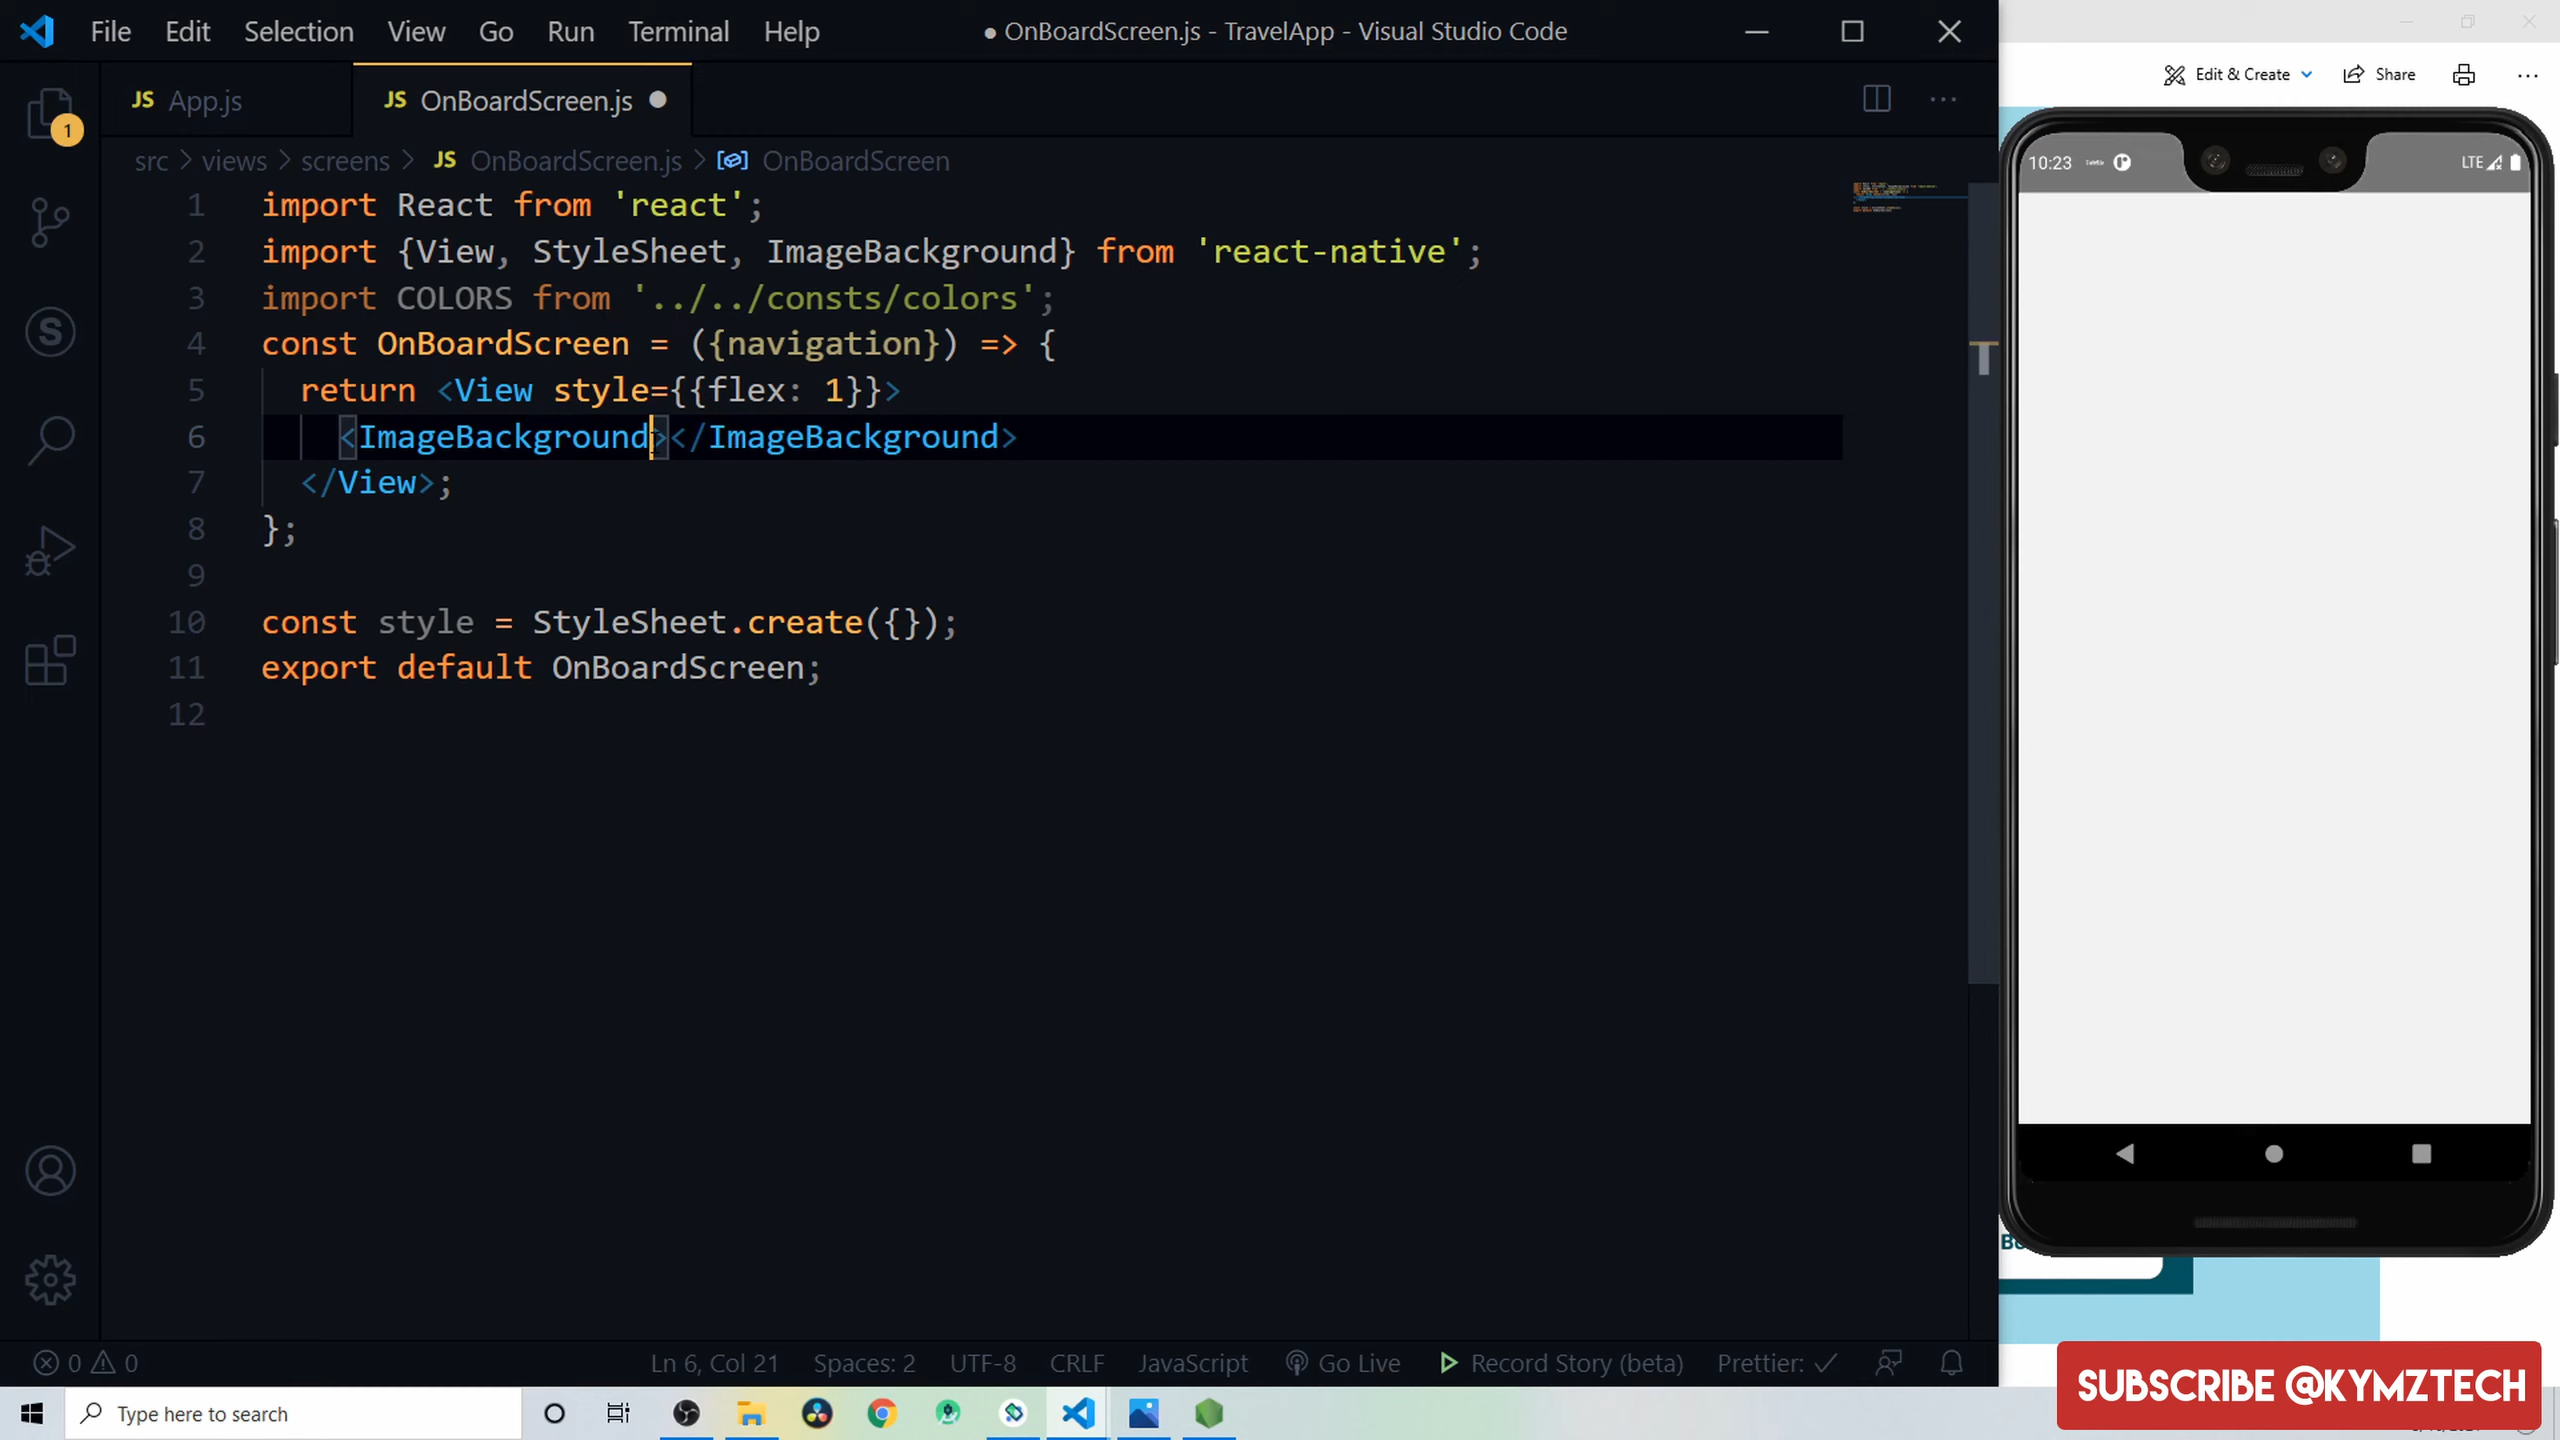 File Edit Selection View Go Run Terminal Help ● OnBoardScreen.js - TravelApp - Visual Studio Code
JS App.js JS OnBoardScreen.js ●
1
src > views > screens > JS OnBoardScreen.js > OnBoardScreen
1 import React from 'react';
2 import {View, StyleSheet, ImageBackground} from 'react-native';
3 import COLORS from '../../consts/colors';
4 const OnBoardScreen = ({navigation}) => {
5 return <View style={{flex: 1}}>
6 <ImageBackground></ImageBackground>
7 </View>;
8 };
9
10 const style = StyleSheet.create({});
11 export default OnBoardScreen;
12
0 0 Ln 6, Col 21 Spaces: 2 UTF-8 CRLF JavaScript Go Live Record Story (beta) Prettier: ✓
Type here to search
Edit & Create Share
10:23 LTE
SUBSCRIBE @KYMZTECH